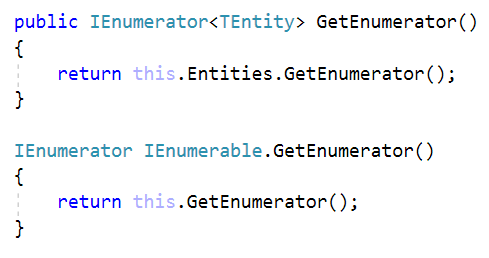 public IEnumerator<TEntity> GetEnumerator()
{
    return this.Entities.GetEnumerator();
}

IEnumerator IEnumerable.GetEnumerator()
{
    return this.GetEnumerator();
}